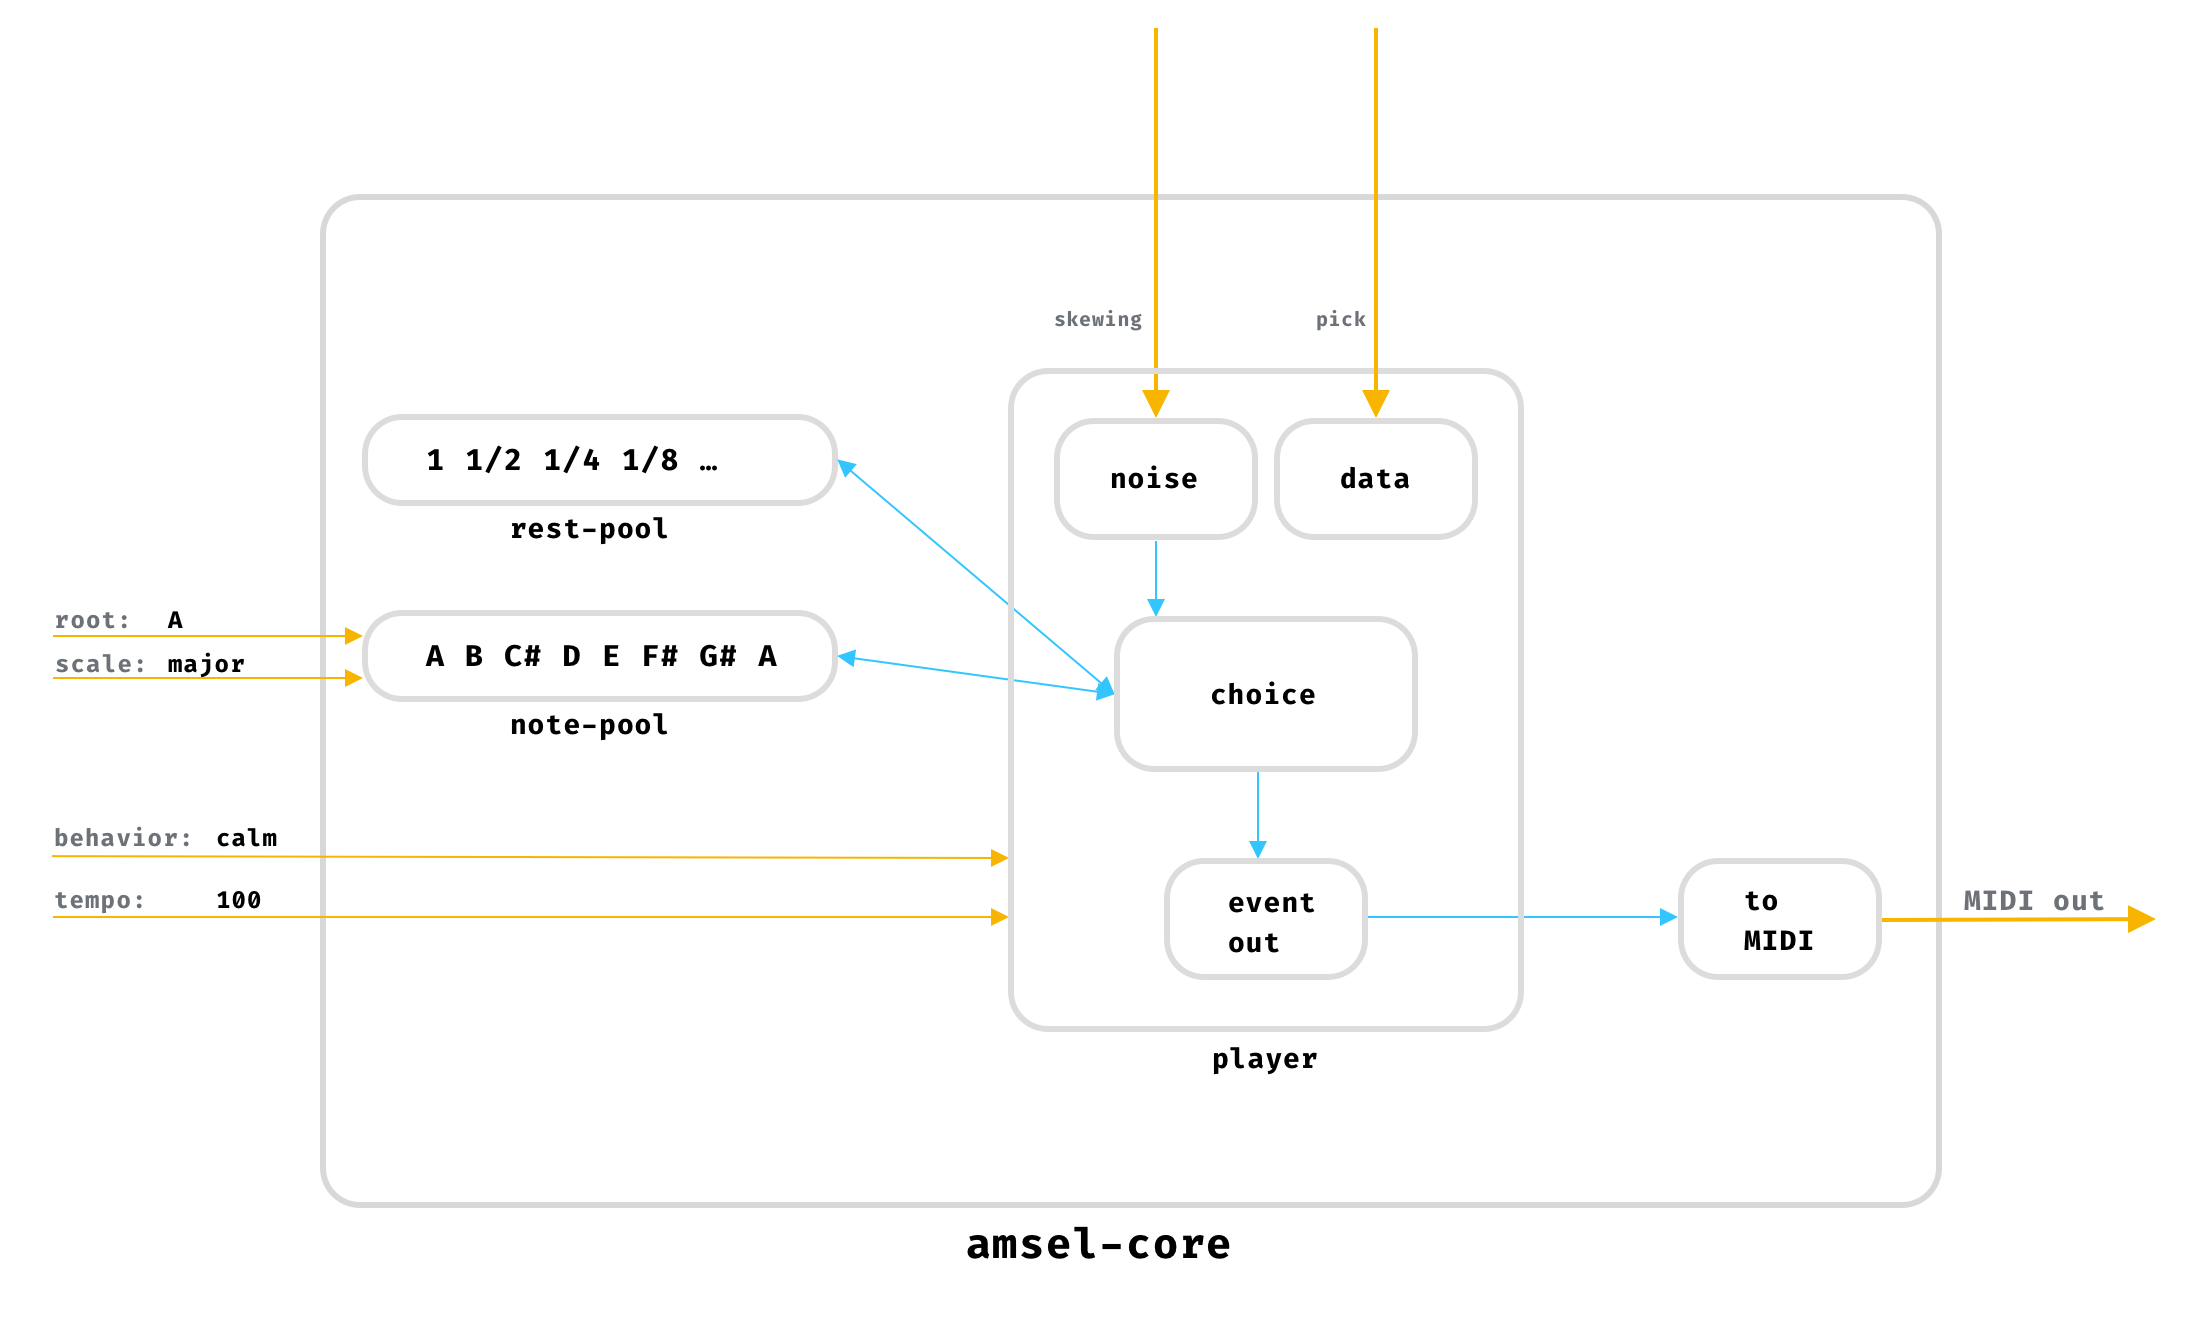 skewing
pick
1 1/2 1/4 1/8 …
rest-pool
noise
data
root: A
scale: major
A B C# D E F# G# A
note-pool
choice
behavior: calm
tempo: 100
event
out
to
MIDI
MIDI out
player
amsel-core